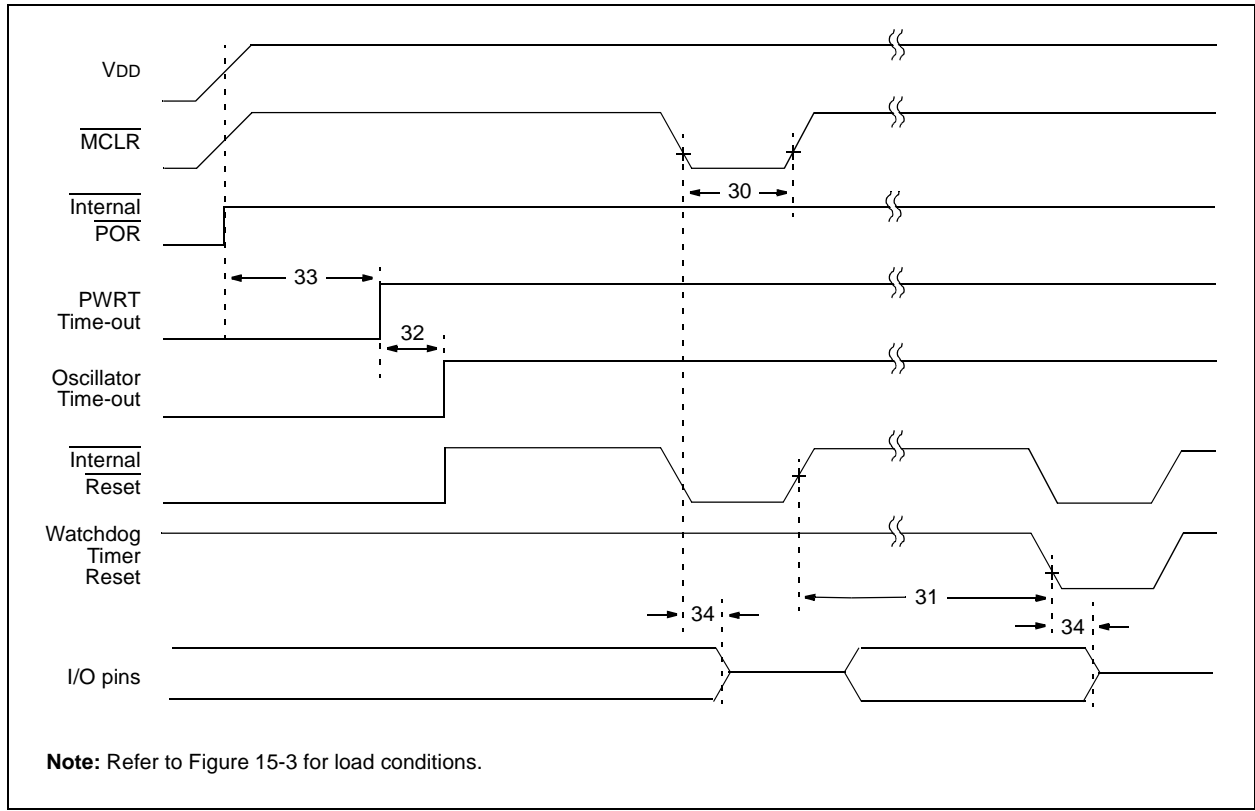 VDD
MCLR
30
Internal
POR
33
PWRT
Time-out
32
Oscillator
Time-out
Internal
Reset
Watchdog
Timer
Reset
31
34
34
I/O pins
Note: Refer to Figure 15-3 for load conditions.